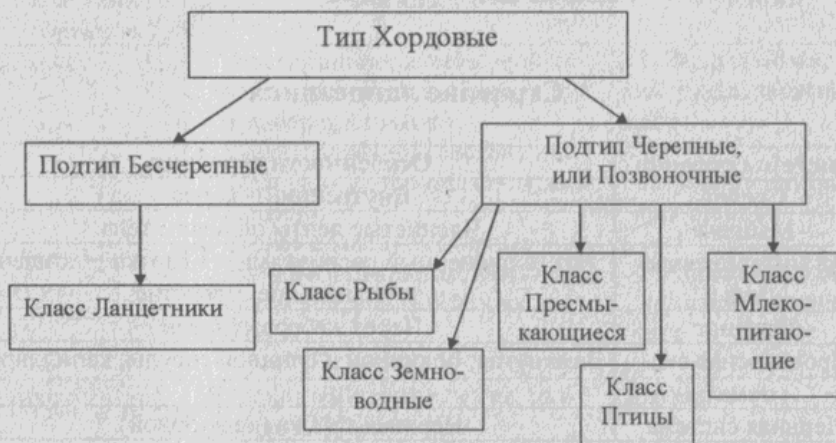 Тип Хордовые
Подтип Бесчерепные
Подтип Черепные,
или Позвоночные
Класс Ланцетники
Класс Рыбы
Класс Земно-
водные
Класс
Пресмы-
кающиеся
Класс
Птицы
Класс
Млеко-
питаю-
щие